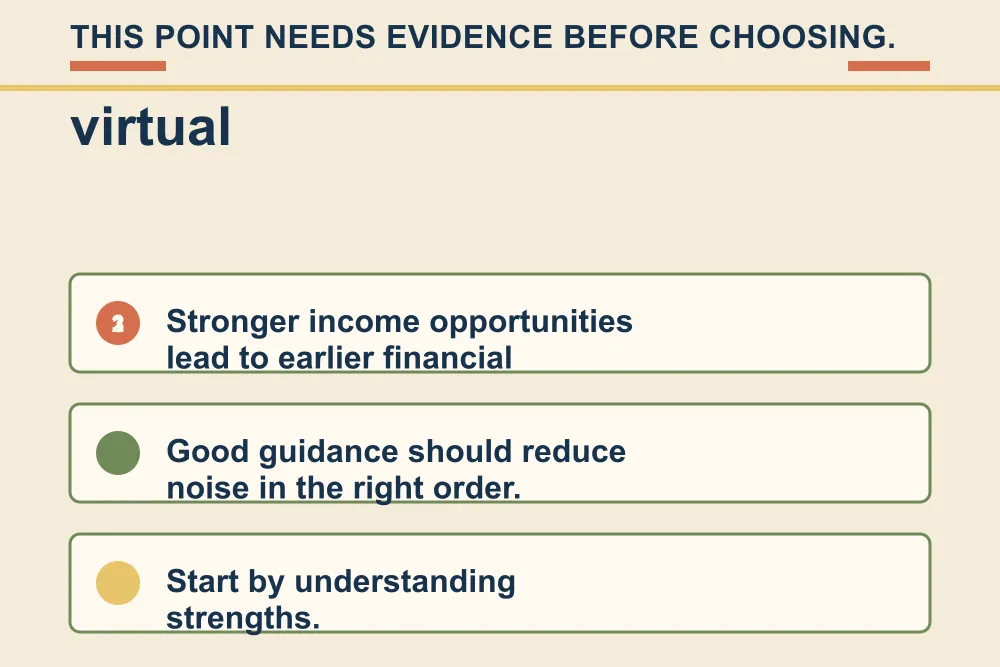 THIS POINT NEEDS EVIDENCE BEFORE CHOOSING.
virtual
Stronger income opportunities
lead to earlier financial
Good guidance should reduce
noise in the right order.
Start by understanding
strengths.